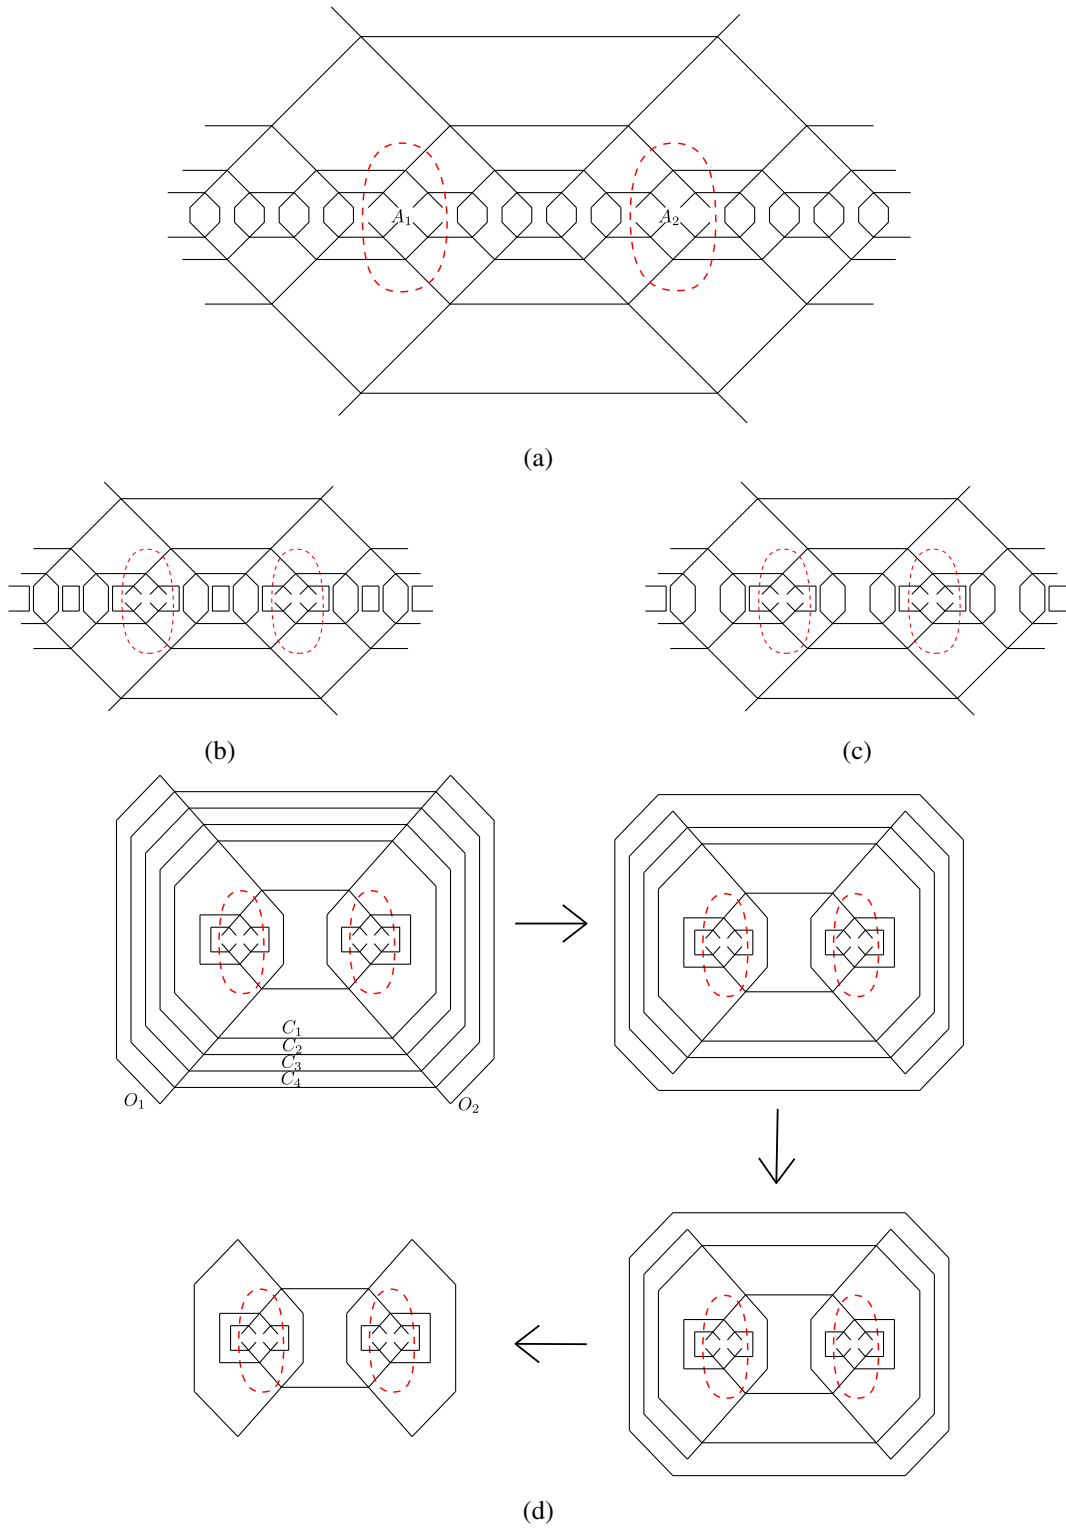 A₁ A₂
(a)
(b) (c)
C₁
C₂
C₃
C₄
O₁ O₂
(d)